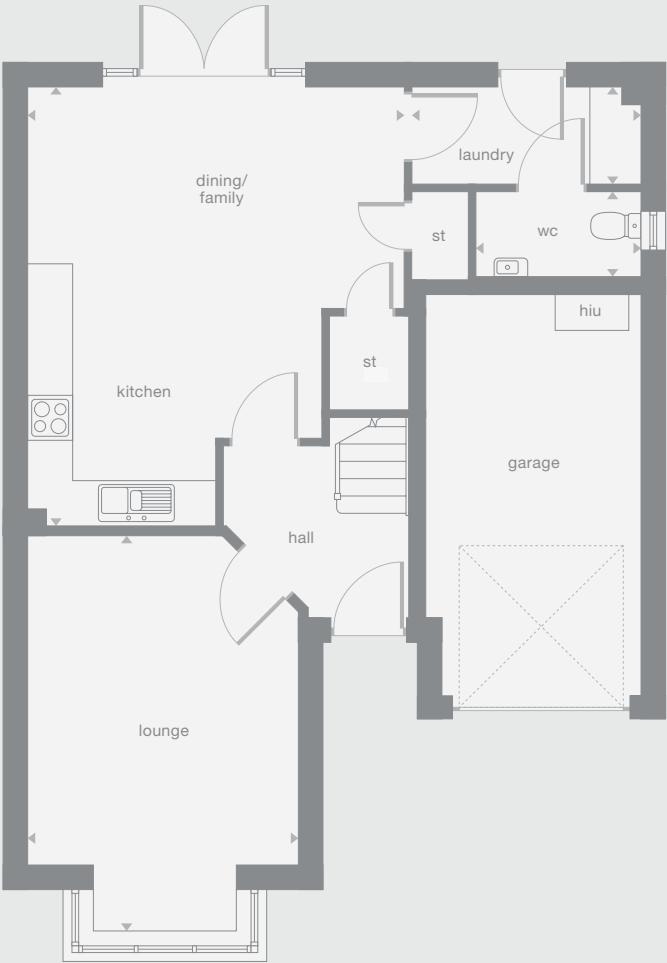 laundry
dining/
family
wc
st
hiu
st
kitchen
garage
hall
lounge